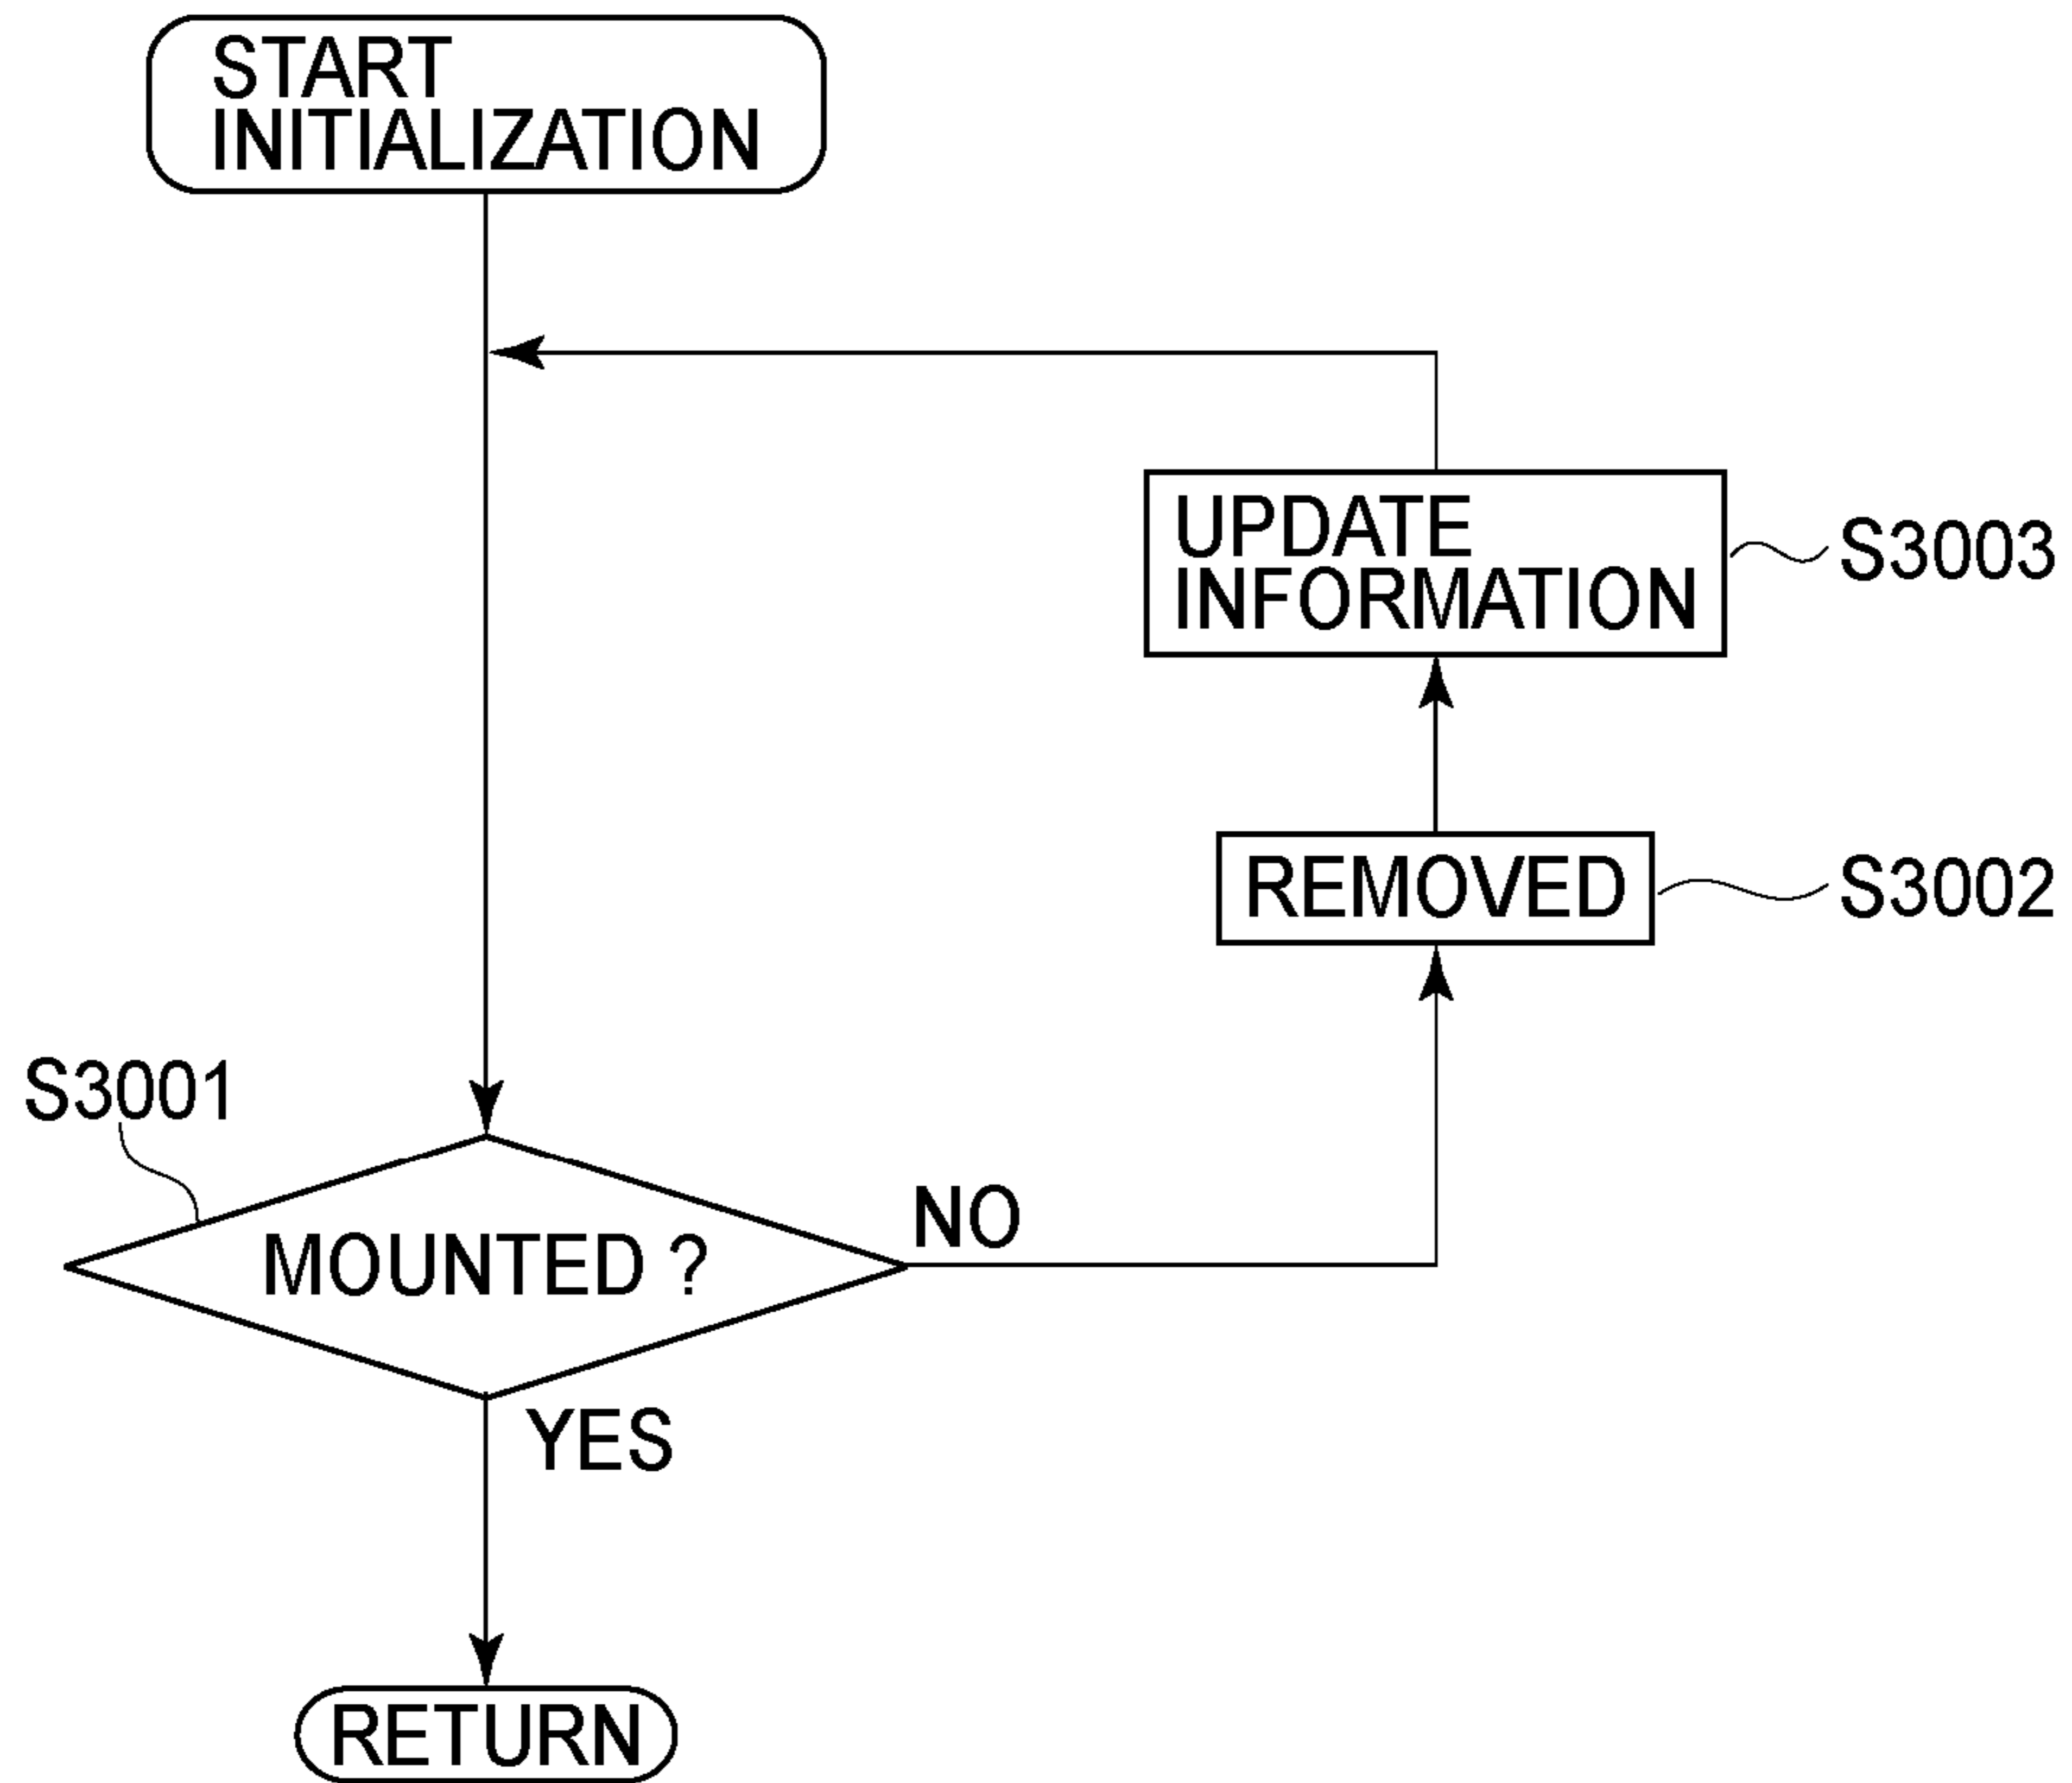 START
INITIALIZATION
UPDATE
INFORMATION
S3003
REMOVED
S3002
S3001
MOUNTED ?
NO
YES
RETURN